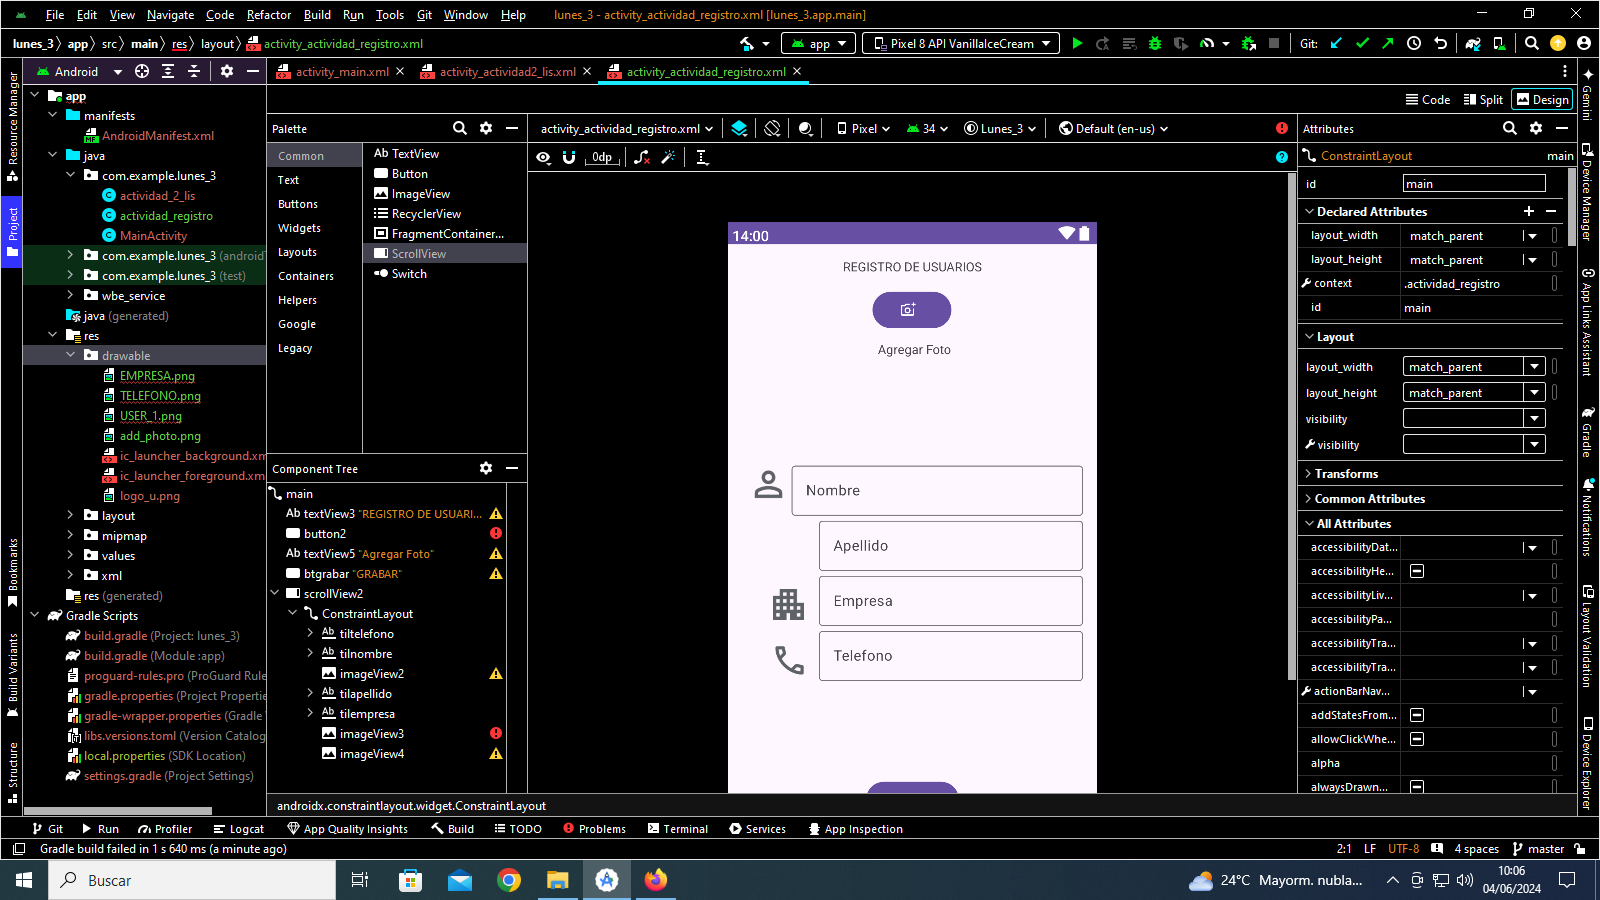 File Edit View Navigate Code Refactor Build Run Tools Git Window Help lunes_3 - activity_actividad_registro.xml [lunes_3.app.main]
lunes_3 app src main res layout activity_actividad_registro.xml app Pixel 8 API VanillaIceCream Git:
Android activity_main.xml activity_actividad2_lis.xml activity_actividad_registro.xml
Code Split Design
app
manifests
AndroidManifest.xml
java
com.example.lunes_3
actividad_2_lis
actividad_registro
MainActivity
com.example.lunes_3 (android
com.example.lunes_3 (test)
wbe_service
java (generated)
res
drawable
EMPRESA.png
TELEFONO.png
USER_1.png
add_photo.png
ic_launcher_background.xm
ic_launcher_foreground.xm
logo_u.png
layout
mipmap
values
xml
res (generated)
Gradle Scripts
build.gradle (Project: lunes_3)
build.gradle (Module :app)
proguard-rules.pro (ProGuard Rule
gradle.properties (Project Propertie
gradle-wrapper.properties (Gradle
libs.versions.toml (Version Catalog
local.properties (SDK Location)
settings.gradle (Project Settings)
Resource Manager
Project
Bookmarks
Build Variants
Structure
Palette
Common
Text
Buttons
Widgets
Layouts
Containers
Helpers
Google
Legacy
Ab TextView
Button
ImageView
RecyclerView
FragmentContainer...
ScrollView
Switch
Component Tree
main
Ab textView3 "REGISTRO DE USUARI...
button2
Ab textView5 "Agregar Foto"
btgrabar "GRABAR"
scrollView2
ConstraintLayout
Ab tiltelefono
Ab tilnombre
imageView2
Ab tilapellido
Ab tilempresa
imageView3
imageView4
activity_actividad_registro.xml Pixel 34 Lunes_3 Default (en-us)
0dp
14:00
REGISTRO DE USUARIOS
Agregar Foto
Nombre
Apellido
Empresa
Telefono
androidx.constraintlayout.widget.ConstraintLayout
Attributes
ConstraintLayout main
id main
Declared Attributes
layout_width match_parent
layout_height match_parent
context .actividad_registro
id main
Layout
layout_width match_parent
layout_height match_parent
visibility
visibility
Transforms
Common Attributes
All Attributes
accessibilityDat...
accessibilityHe...
accessibilityLiv...
accessibilityPa...
accessibilityTra...
accessibilityTra...
actionBarNav...
addStatesFrom...
allowClickWhe...
alpha
alwaysDrawn...
Gemini
Device Manager
App Links Assistant
Gradle
Notifications
Layout Validation
Device Explorer
Git Run Profiler Logcat App Quality Insights Build TODO Problems Terminal Services App Inspection
Gradle build failed in 1 s 640 ms (a minute ago) 2:1 LF UTF-8 4 spaces master
Buscar 24°C Mayorm. nubla... 10:06
04/06/2024